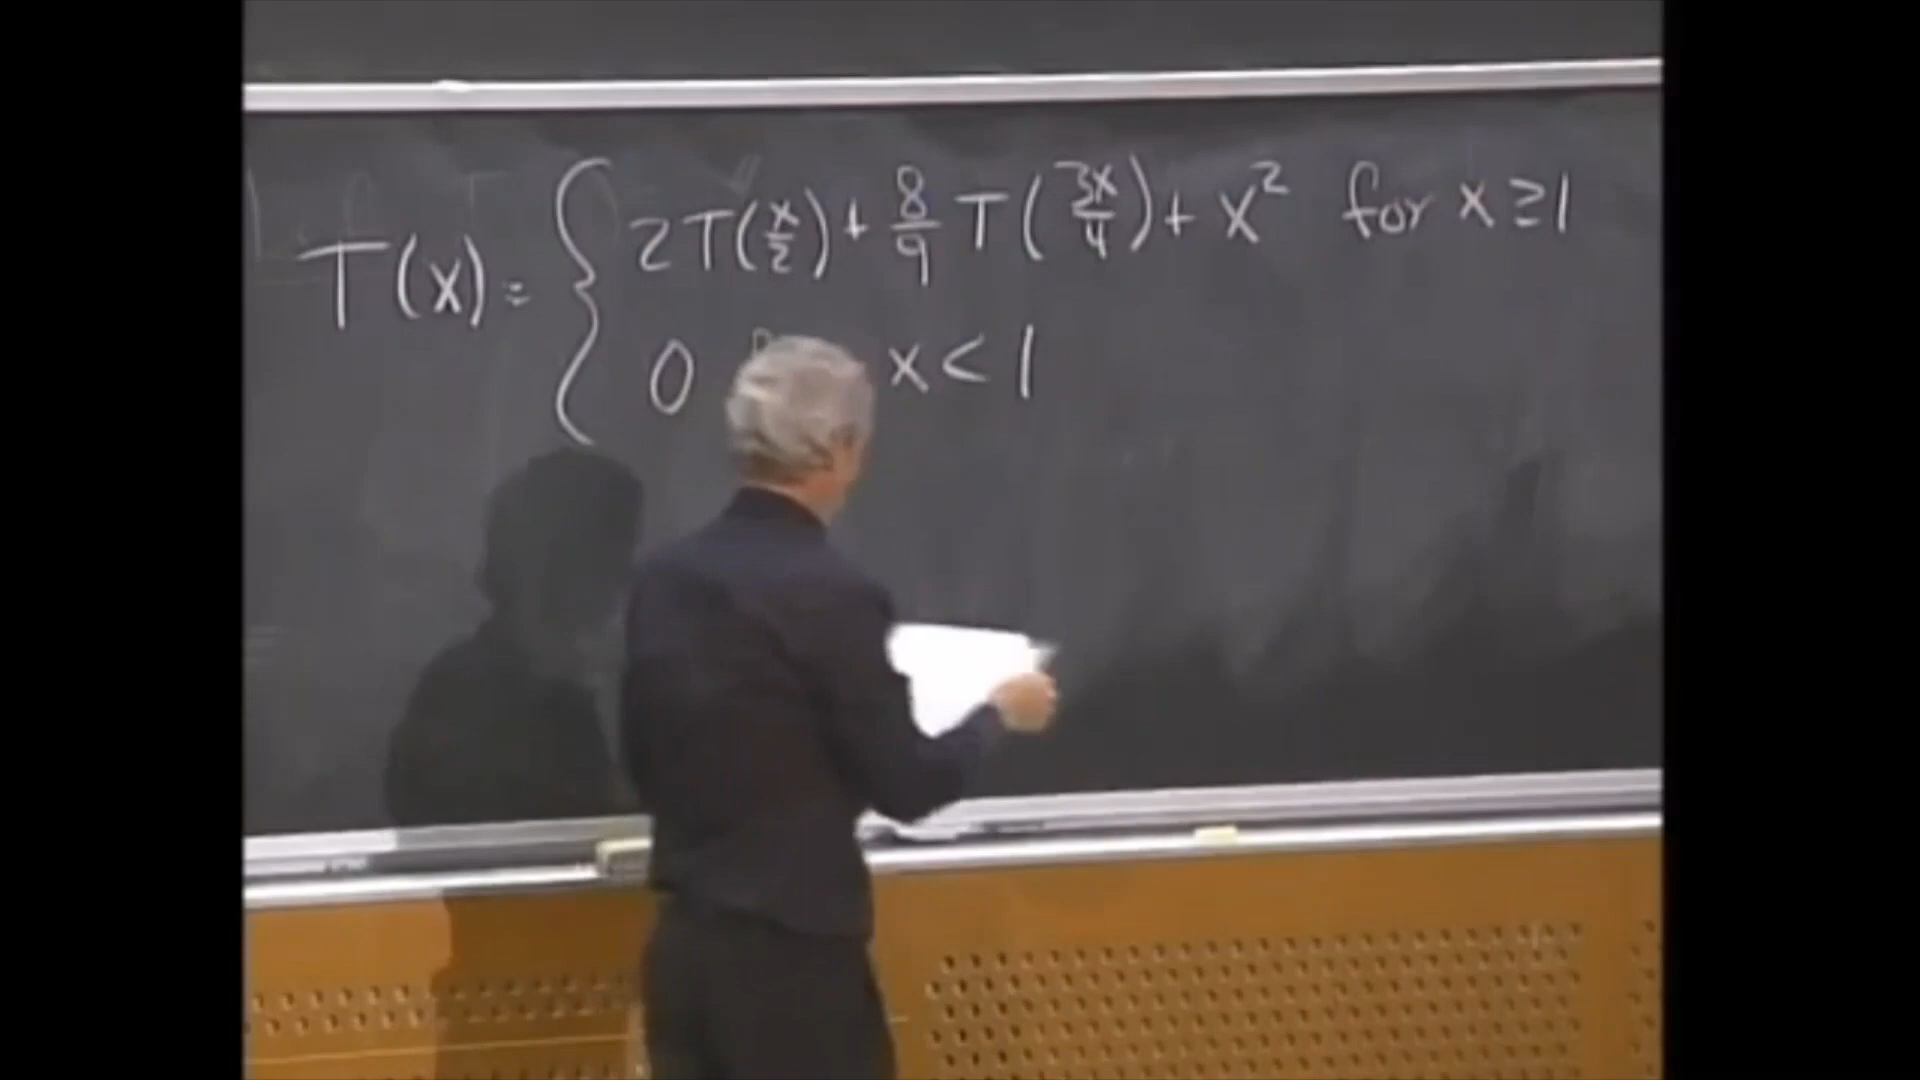 T(x) = { 2T(x/2) + 8/9 T(3x/4) + x² for x ≥ 1
0 x < 1